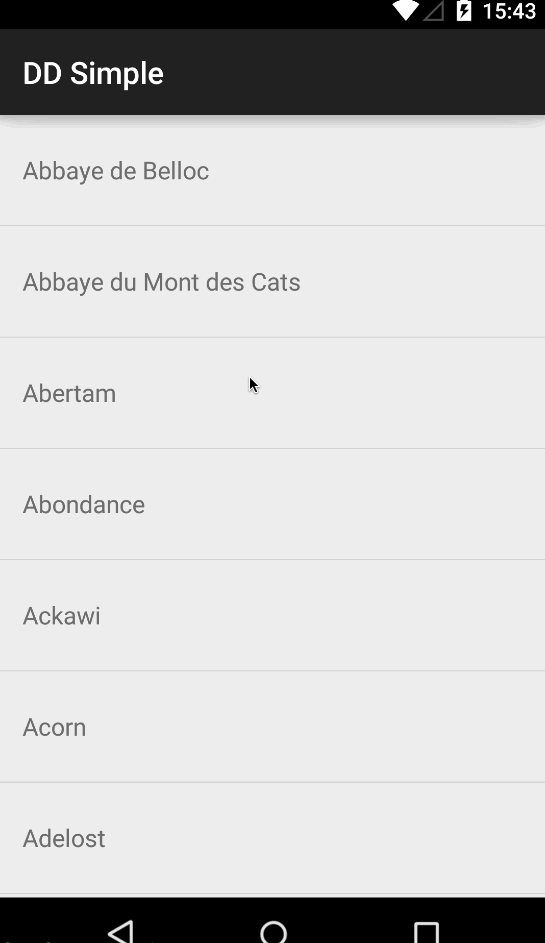 15:43
DD Simple
Abbaye de Belloc
Abbaye du Mont des Cats
Abertam
Abondance
Ackawi
Acorn
Adelost